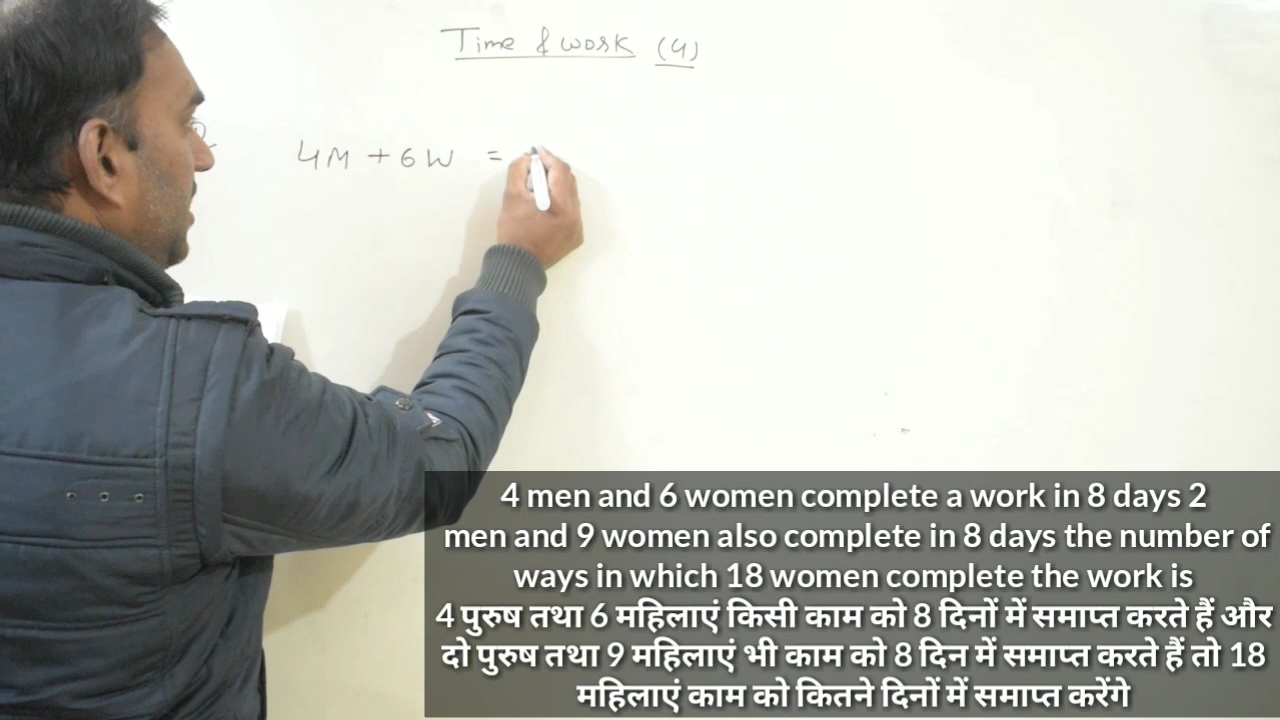 Time & work (4)
Q 4M + 6W =
4 men and 6 women complete a work in 8 days 2
men and 9 women also complete in 8 days the number of
ways in which 18 women complete the work is
4 पुरुष तथा 6 महिलाएं किसी काम को 8 दिनों में समाप्त करते हैं और
दो पुरुष तथा 9 महिलाएं भी काम को 8 दिन में समाप्त करते हैं तो 18
महिलाएं काम को कितने दिनों में समाप्त करेंगे